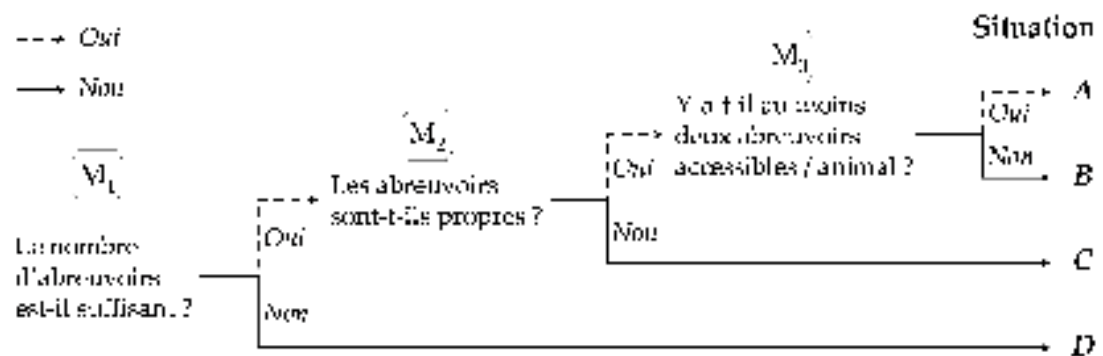 Oui
Non
Situation
M1
Le nombre
d'abreuvoirs
est-il suffisant ?
Oui
Non
M2
Les abreuvoirs
sont-t-ils propres ?
Oui
Non
M3
Y a t il au moins
deux abreuvoirs
accessibles / animal ?
Oui
Non
A
B
C
D